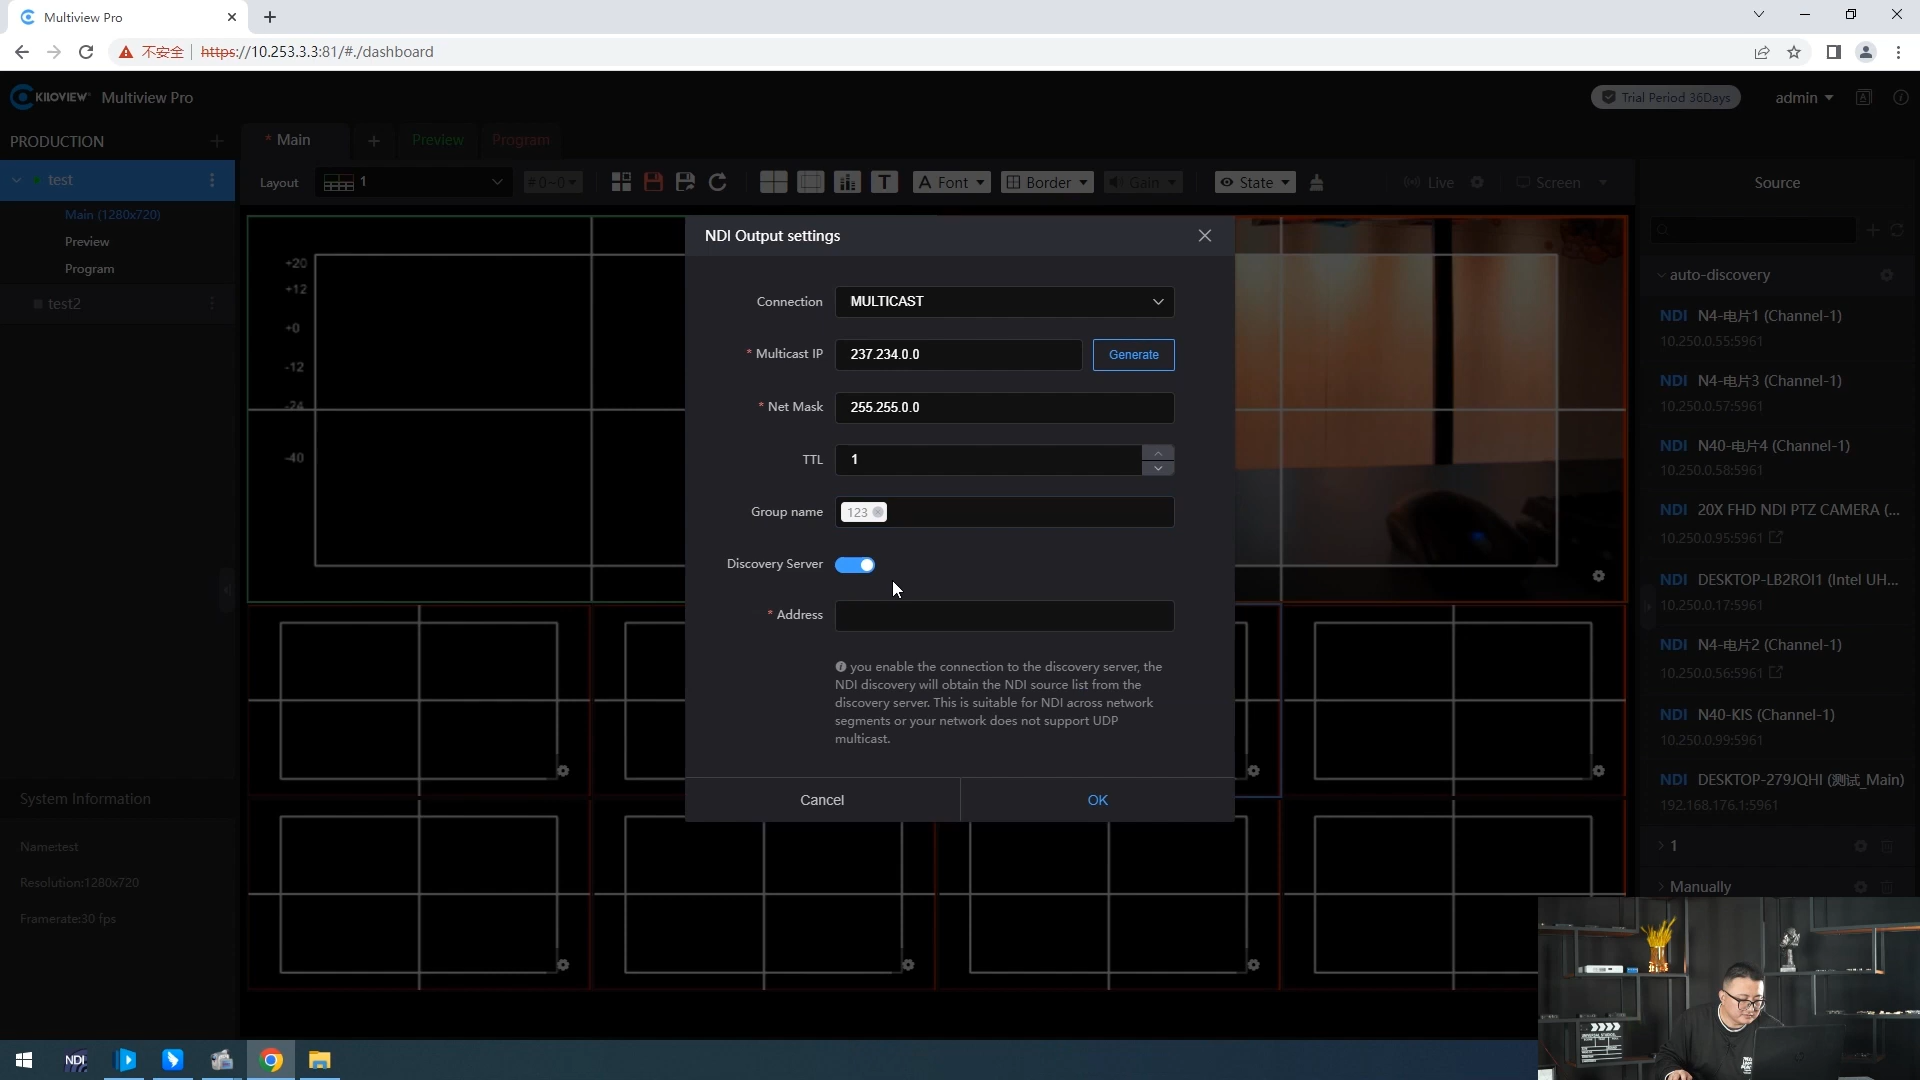 Multiview Pro
不安全
https://10.253.3.3:81/#./dashboard
KILOVIEW Multiview Pro
Trial Period 36Days
admin
PRODUCTION
* Main
Preview
Program
test
Layout
1
#0~0
T
A Font
Border
Gain
State
Live
Screen
Source
Main (1280x720)
Preview
Program
test2
+20
+12
+0
-12
-24
-40
NDI Output settings
Connection
MULTICAST
* Multicast IP
237.234.0.0
Generate
* Net Mask
255.255.0.0
TTL
1
Group name
123
Discovery Server
* Address
you enable the connection to the discovery server, the
NDI discovery will obtain the NDI source list from the
discovery server. This is suitable for NDI across network
segments or your network does not support UDP
multicast.
Cancel
OK
auto-discovery
NDI N4-电片1 (Channel-1)
10.250.0.55:5961
NDI N4-电片3 (Channel-1)
10.250.0.57:5961
NDI N40-电片4 (Channel-1)
10.250.0.58:5961
NDI 20X FHD NDI PTZ CAMERA (...
10.250.0.95:5961
NDI DESKTOP-LB2ROI1 (Intel UH...
10.250.0.17:5961
NDI N4-电片2 (Channel-1)
10.250.0.56:5961
NDI N40-KIS (Channel-1)
10.250.0.99:5961
NDI DESKTOP-279JQHI (测試_Main)
192.168.176.1:5961
1
Manually
System Information
Name:test
Resolution:1280x720
Framerate:30 fps
NDI